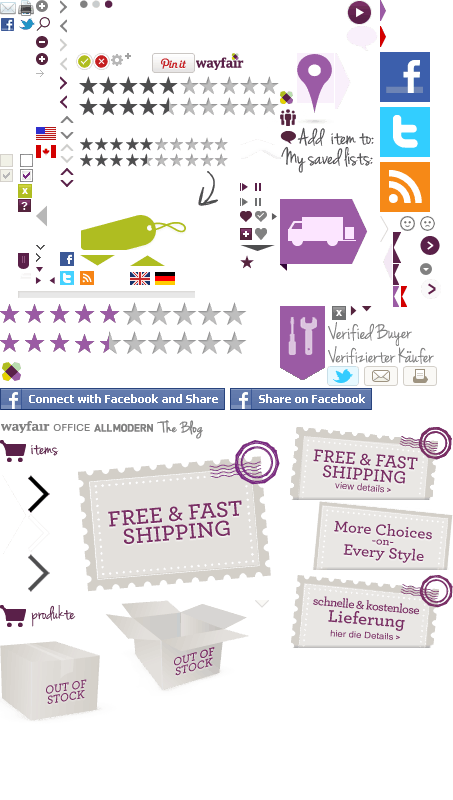 Pin it
wayfair
Add item to:
My saved lists:
f
t
X
?
f
t
x
Verified Buyer
Verifizierter Käufer
f Connect with Facebook and Share
f Share on Facebook
wayfair OFFICE ALLMODERN The Blog
items
FREE & FAST
SHIPPING
FREE & FAST
SHIPPING
view details >
More Choices
-on-
Every Style
schnelle & kostenlose
Lieferung
hier die Details >
produkte
OUT OF
STOCK
OUT OF
STOCK